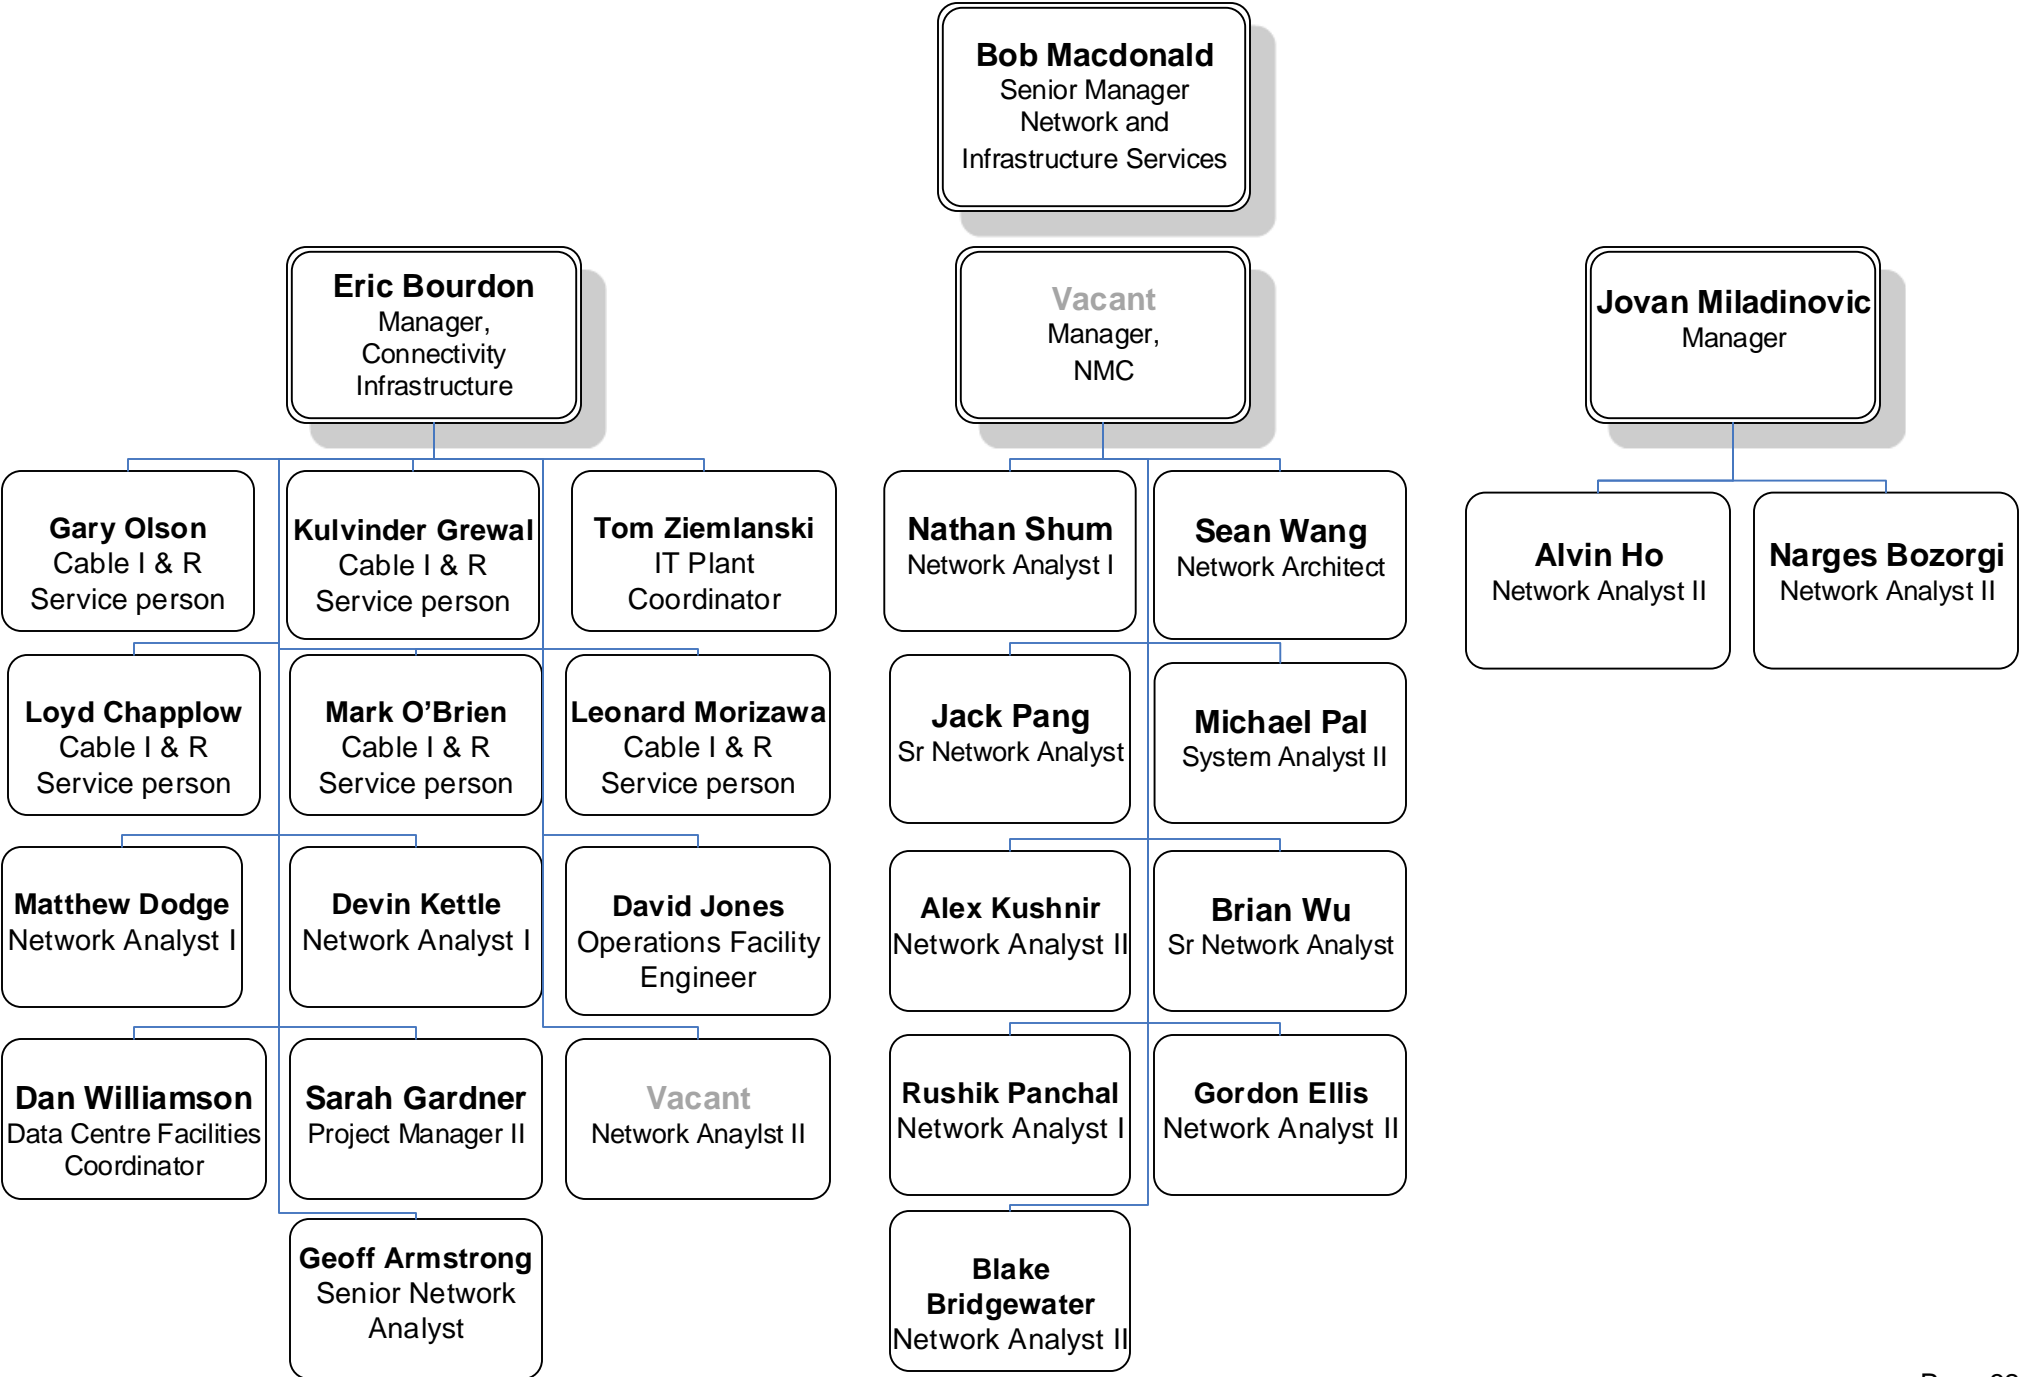 Bob Macdonald
Senior Manager
Network and
Infrastructure Services
Eric Bourdon
Manager,
Connectivity
Infrastructure
Vacant
Manager,
NMC
Jovan Miladinovic
Manager
Gary Olson
Cable I & R
Service person
Kulvinder Grewal
Cable I & R
Service person
Tom Ziemlanski
IT Plant
Coordinator
Nathan Shum
Network Analyst I
Sean Wang
Network Architect
Alvin Ho
Network Analyst II
Narges Bozorgi
Network Analyst II
Loyd Chapplow
Cable I & R
Service person
Mark O’Brien
Cable I & R
Service person
Leonard Morizawa
Cable I & R
Service person
Jack Pang
Sr Network Analyst
Michael Pal
System Analyst II
Matthew Dodge
Network Analyst I
Devin Kettle
Network Analyst I
David Jones
Operations Facility
Engineer
Alex Kushnir
Network Analyst II
Brian Wu
Sr Network Analyst
Dan Williamson
Data Centre Facilities
Coordinator
Sarah Gardner
Project Manager II
Vacant
Network Anaylst II
Rushik Panchal
Network Analyst I
Gordon Ellis
Network Analyst II
Geoff Armstrong
Senior Network
Analyst
Blake
Bridgewater
Network Analyst II